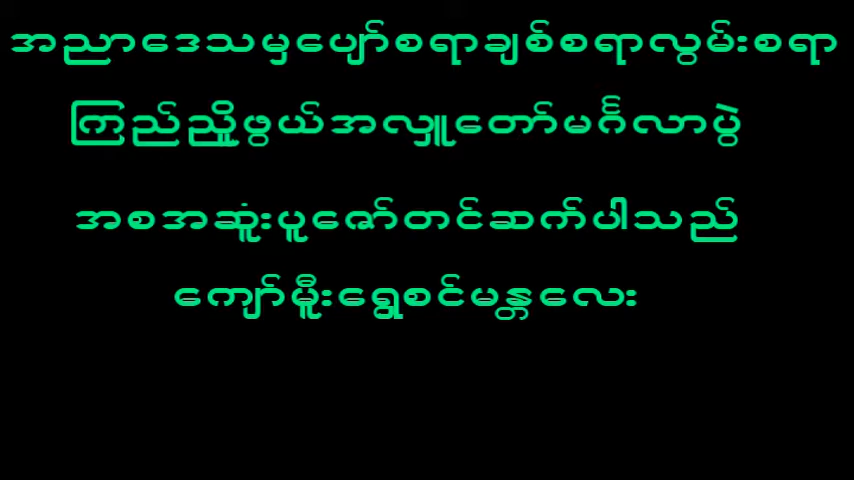 အညာဒေသမှပျော်စရာချစ်စရာလွမ်းစရာ
ကြည်ညှိူဖွယ်အလှူတော်မင်္ဂလာပွဲ
အစအဆူံးပူဇော်တင်ဆက်ပါသည်
ကျော်မိူးရွှေစင်မန္တလေး